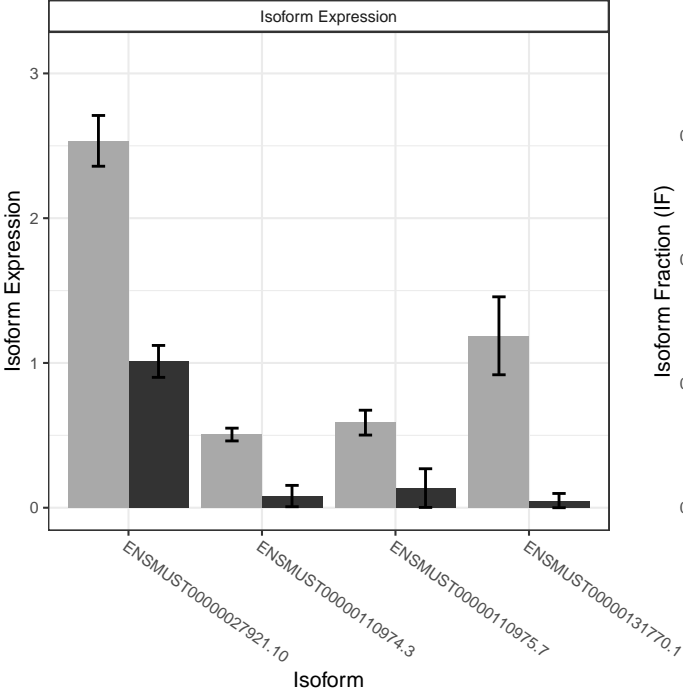 Isoform Expression
3
2
1
0
Isoform Expression
ENSMUST00000027921.10
ENSMUST00000110974.3
ENSMUST00000110975.7
ENSMUST00000131770.1
Isoform
Isoform Fraction (IF)